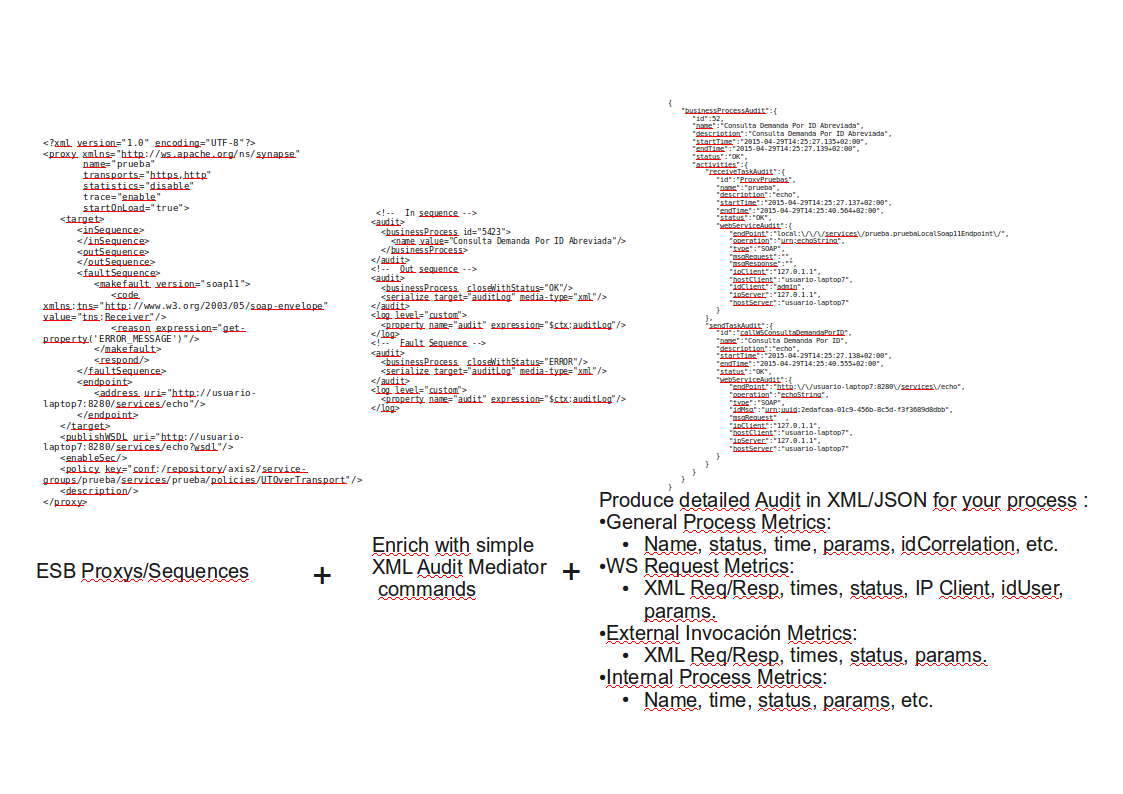 <?xml version="1.0" encoding="UTF-8"?>
<proxy xmlns="http://ws.apache.org/ns/synapse"
name="prueba"
transports="https,http"
statistics="disable"
trace="enable"
startOnLoad="true">
<target>
<inSequence>
</inSequence>
<outSequence>
</outSequence>
<faultSequence>
<makefault version="soap11">
<code
xmlns:tns="http://www.w3.org/2003/05/soap-envelope"
value="tns:Receiver"/>
<reason expression="get-
property('ERROR_MESSAGE')"/>
</makefault>
<respond/>
</faultSequence>
<endpoint>
<address uri="http://usuario-
laptop7:8280/services/echo"/>
</endpoint>
</target>
<publishWSDL uri="http://usuario-
laptop7:8280/services/echo?wsdl"/>
<enableSec/>
<policy key="conf:/repository/axis2/service-
groups/prueba/services/prueba/policies/UTOverTransport"/>
<description/>
</proxy>
<!-- In sequence -->
<audit>
<businessProcess id="5423">
<name value="Consulta Demanda Por ID Abreviada"/>
</businessProcess>
</audit>
<!-- Out sequence -->
<audit>
<businessProcess closeWithStatus="OK"/>
<serialize target="auditLog" media-type="xml"/>
</audit>
<log level="custom">
<property name="audit" expression="$ctx:auditLog"/>
</log>
<!-- Fault Sequence -->
<audit>
<businessProcess closeWithStatus="ERROR"/>
<serialize target="auditLog" media-type="xml"/>
</audit>
<log level="custom">
<property name="audit" expression="$ctx:auditLog"/>
</log>
{
"businessProcessAudit":{
"id":52,
"name":"Consulta Demanda Por ID Abreviada",
"description":"Consulta Demanda Por ID Abreviada",
"startTime":"2015-04-29T14:25:27.135+02:00",
"endTime":"2015-04-29T14:25:27.139+02:00",
"status":"OK",
"activities":{
"receiveTaskAudit":{
"id":"ProxyPruebas",
"name":"prueba",
"description":"echo",
"startTime":"2015-04-29T14:25:27.137+02:00",
"endTime":"2015-04-29T14:25:40.564+02:00",
"status":"OK",
"webServiceAudit":{
"endPoint":"local:\/\/\/services\/prueba.pruebaLocalSoap11Endpoint\/",
"operation":"urn:echoString",
"type":"SOAP",
"msgRequest":"",
"msgResponse":"",
"ipClient":"127.0.1.1",
"hostClient":"usuario-laptop7",
"idClient":"admin",
"ipServer":"127.0.1.1",
"hostServer":"usuario-laptop7"
}
},
"sendTaskAudit":{
"id":"callWSConsultaDemandaPorID",
"name":"Consulta Demanda Por ID",
"description":"echo",
"startTime":"2015-04-29T14:25:27.138+02:00",
"endTime":"2015-04-29T14:25:40.555+02:00",
"status":"OK",
"webServiceAudit":{
"endPoint":"http:\/\/usuario-laptop7:8280\/services\/echo",
"operation":"echoString",
"type":"SOAP",
"idMsg":"urn:uuid:2edafcaa-01c9-456b-8c5d-f3f3689d8dbb",
"msgRequest" ,
"ipClient":"127.0.1.1",
"hostClient":"usuario-laptop7",
"ipServer":"127.0.1.1",
"hostServer":"usuario-laptop7"
}
}
}
}
}
ESB Proxys/Sequences
+
Enrich with simple
XML Audit Mediator
commands
+
Produce detailed Audit in XML/JSON for your process :
•General Process Metrics:
• Name, status, time, params, idCorrelation, etc.
•WS Request Metrics:
• XML Req/Resp, times, status, IP Client, idUser,
params.
•External Invocación Metrics:
• XML Req/Resp, times, status, params.
•Internal Process Metrics:
• Name, time, status, params, etc.